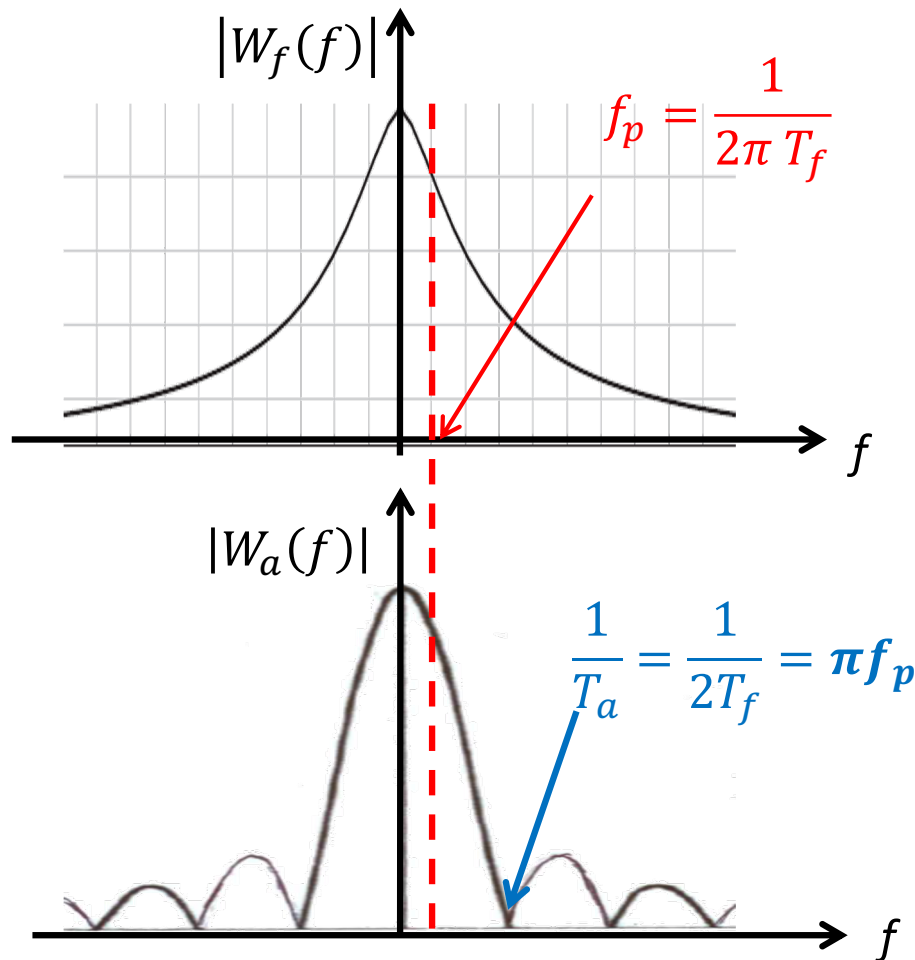 |W_f(f)|
f_p = 1/(2π T_f)
f
|W_a(f)|
1/T_a = 1/(2T_f) = πf_p
f